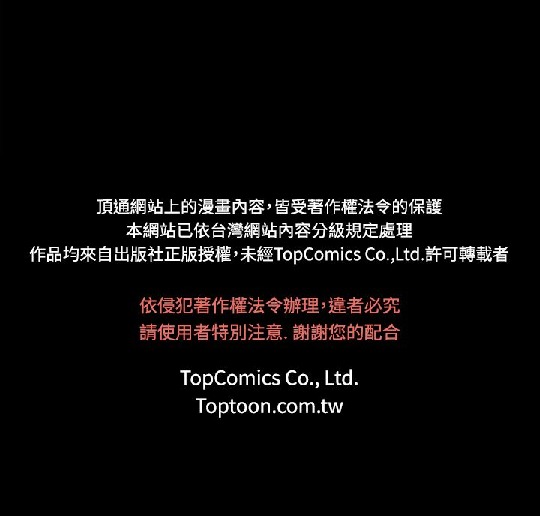 頂通網站上的漫畫內容,皆受著作權法令的保護
本網站已依台灣網站內容分級規定處理
作品均來自出版社正版授權,未經TopComics Co.,Ltd.許可轉載者
依侵犯著作權法令辦理,違者必究
請使用者特別注意. 謝謝您的配合
TopComics Co., Ltd.
Toptoon.com.tw